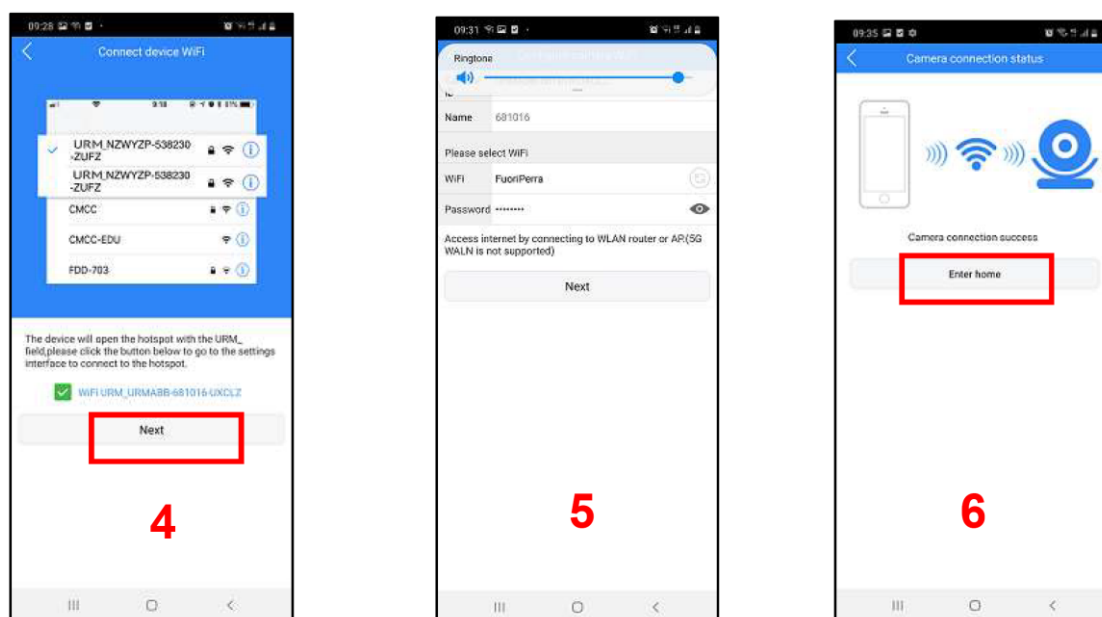 09:28
Connect device WiFi
9:18
81%
URM_NZWYZP-538230
-ZUFZ
URM_NZWYZP-538230
-ZUFZ
CMCC
CMCC-EDU
FDD-703
The device will open the hotspot with the URM_
field,please click the button below to go to the settings
interface to connect to the hotspot.
WiFi URM_URMABB-681016-UXCLZ
Next
4
09:31
Ringtone
Name 681016
Please select WiFi
WiFi FuoriPerra
Password ••••••••
Access internet by connecting to WLAN router or AP.(5G
WALN is not supported)
Next
5
09:35
Camera connection status
Camera connection success
Enter home
6